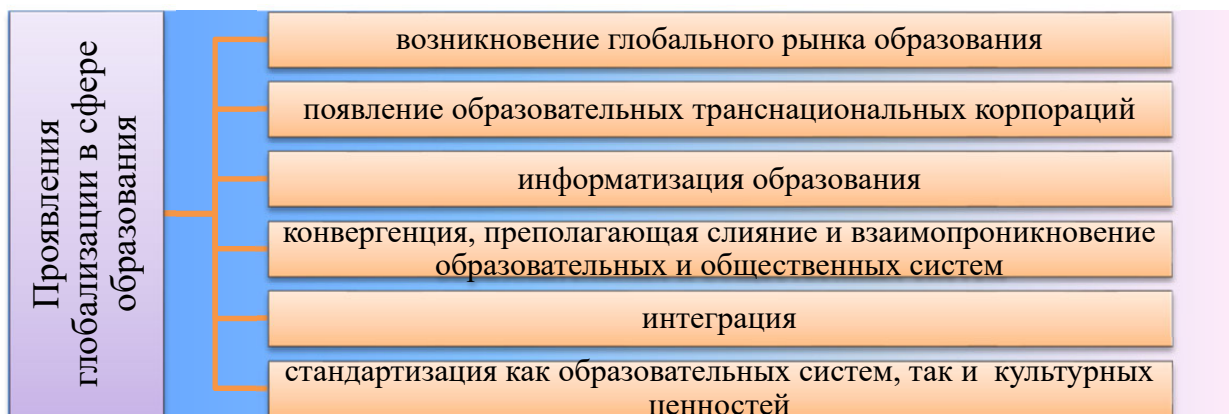 Проявления
глобализации в сфере
образования
возникновение глобального рынка образования
появление образовательных транснациональных корпораций
информатизация образования
конвергенция, преполагающая слияние и взаимопроникновение
образовательных и общественных систем
интеграция
стандартизация как образовательных систем, так и культурных
ценностей